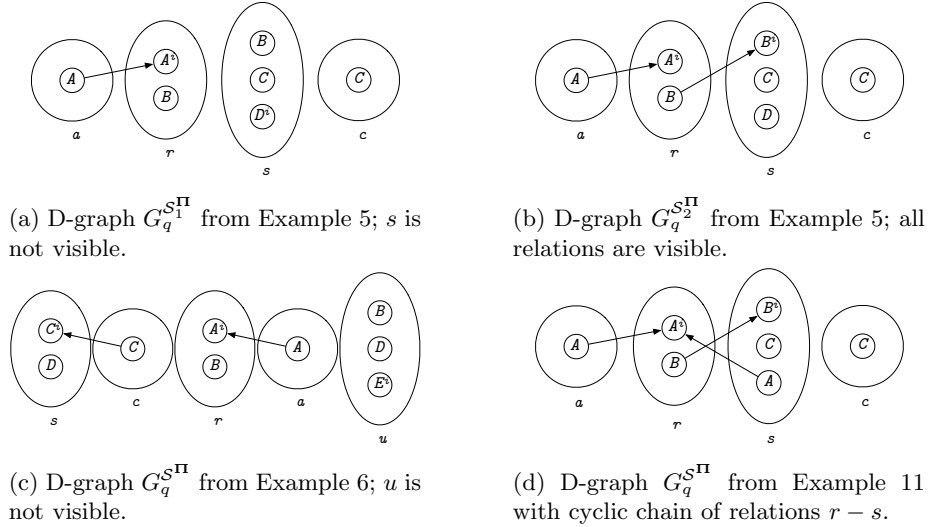 B
A A^i C C
B D^i
a r s c
(a) D-graph G_q^{S_1^Π} from Example 5; s is
not visible.
B^i
A A^i C C
B D
a r s c
(b) D-graph G_q^{S_2^Π} from Example 5; all
relations are visible.
C^i C A^i A B
D B D
E^i
s c r a u
(c) D-graph G_q^{S^Π} from Example 6; u is
not visible.
B^i
A A^i C C
B A
a r s c
(d) D-graph G_q^{S^Π} from Example 11
with cyclic chain of relations r − s.